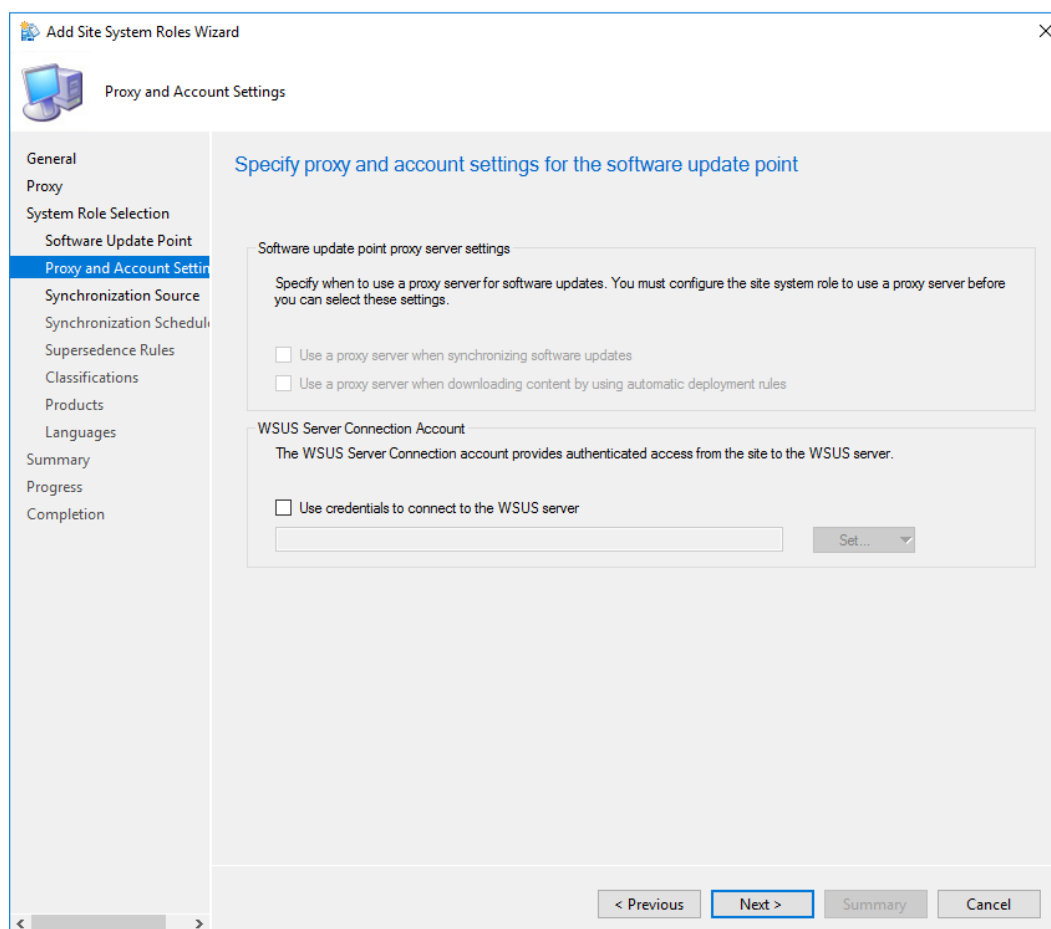 Add Site System Roles Wizard
Proxy and Account Settings
General
Proxy
System Role Selection
Software Update Point
Proxy and Account Settin
Synchronization Source
Synchronization Schedul
Supersedence Rules
Classifications
Products
Languages
Summary
Progress
Completion
Specify proxy and account settings for the software update point
Software update point proxy server settings
Specify when to use a proxy server for software updates. You must configure the site system role to use a proxy server before
you can select these settings.
Use a proxy server when synchronizing software updates
Use a proxy server when downloading content by using automatic deployment rules
WSUS Server Connection Account
The WSUS Server Connection account provides authenticated access from the site to the WSUS server.
Use credentials to connect to the WSUS server
Set...
< Previous
Next >
Summary
Cancel